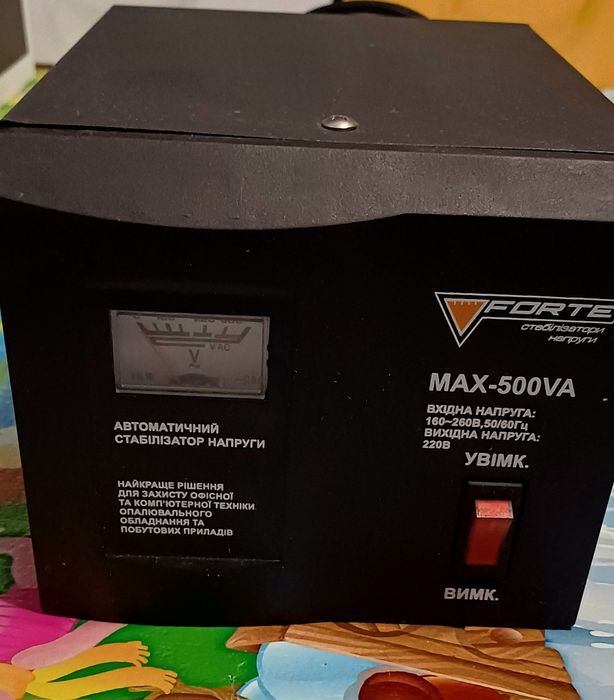 FORTE
стабілізатори
напруги
V AC
V
MAX-500VA
АВТОМАТИЧНИЙ
СТАБІЛІЗАТОР НАПРУГИ
ВХІДНА НАПРУГА:
160~260В,50/60Гц
ВИХІДНА НАПРУГА:
220В
УВІМК.
НАЙКРАЩЕ РІШЕННЯ
ДЛЯ ЗАХИСТУ ОФІСНОЇ
ТА КОМП'ЮТЕРНОЇ ТЕХНІКИ
ОПАЛЮВАЛЬНОГО
ОБЛАДНАННЯ ТА
ПОБУТОВИХ ПРИЛАДІВ
ВИМК.